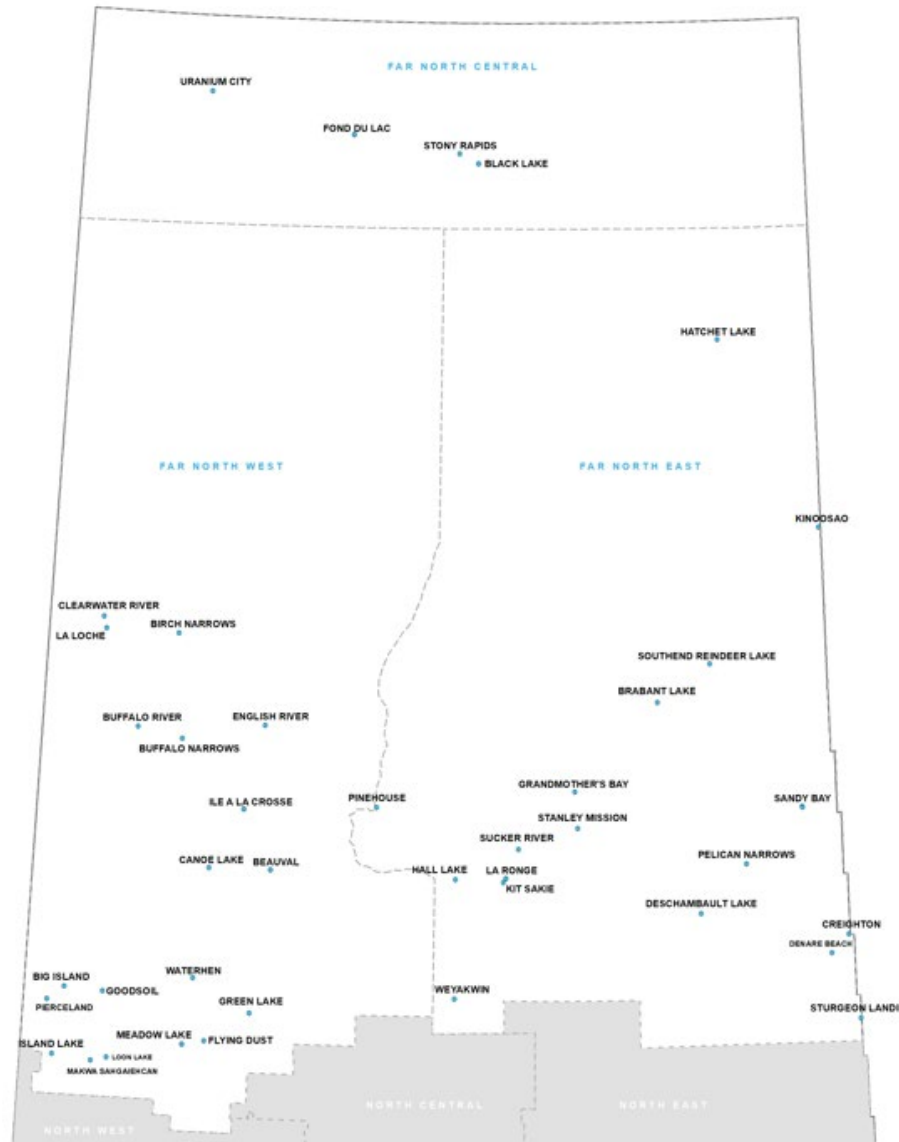 FAR NORTH CENTRAL
URANIUM CITY
FOND DU LAC
STONY RAPIDS
BLACK LAKE
HATCHET LAKE
FAR NORTH WEST
FAR NORTH EAST
KINOOSAO
CLEARWATER RIVER
LA LOCHE
BIRCH NARROWS
SOUTHEND REINDEER LAKE
BRABANT LAKE
BUFFALO RIVER
ENGLISH RIVER
BUFFALO NARROWS
GRANDMOTHER'S BAY
ILE A LA CROSSE
PINEHOUSE
SANDY BAY
STANLEY MISSION
SUCKER RIVER
PELICAN NARROWS
CANOE LAKE
BEAUVAL
HALL LAKE
LA RONGE
KIT SAKIE
DESCHAMBAULT LAKE
CREIGHTON
DENARE BEACH
WATERHEN
BIG ISLAND
GOODSOIL
WEYAKWIN
PIERCELAND
GREEN LAKE
STURGEON LANDI
MEADOW LAKE
FLYING DUST
ISLAND LAKE
LOON LAKE
MAKWA SAHGAIEHCAN
NORTH CENTRAL
NORTH EAST
NORTH WEST